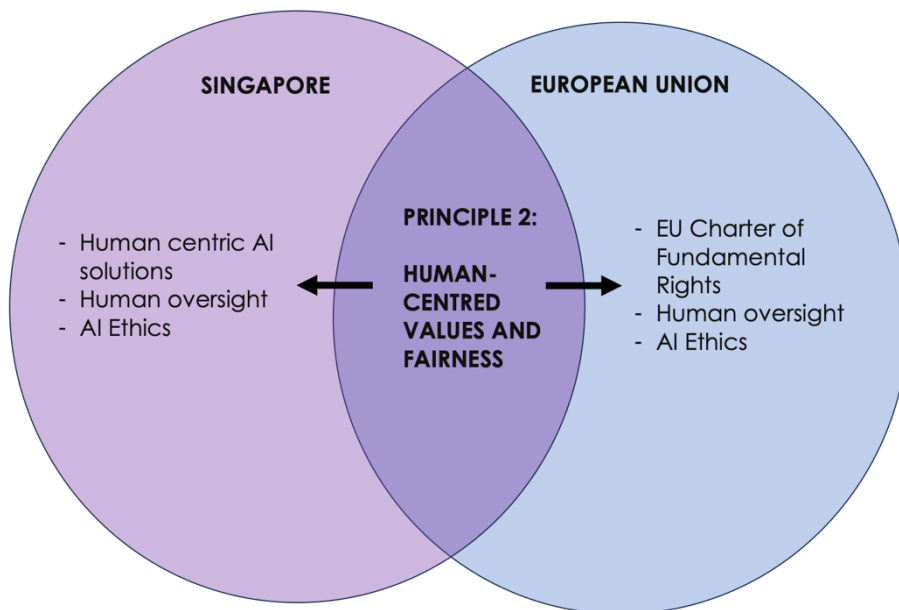 SINGAPORE
- Human centric AI
solutions
- Human oversight
- AI Ethics
PRINCIPLE 2:
HUMAN-
CENTRED
VALUES AND
FAIRNESS
EUROPEAN UNION
- EU Charter of
Fundamental
Rights
- Human oversight
- AI Ethics